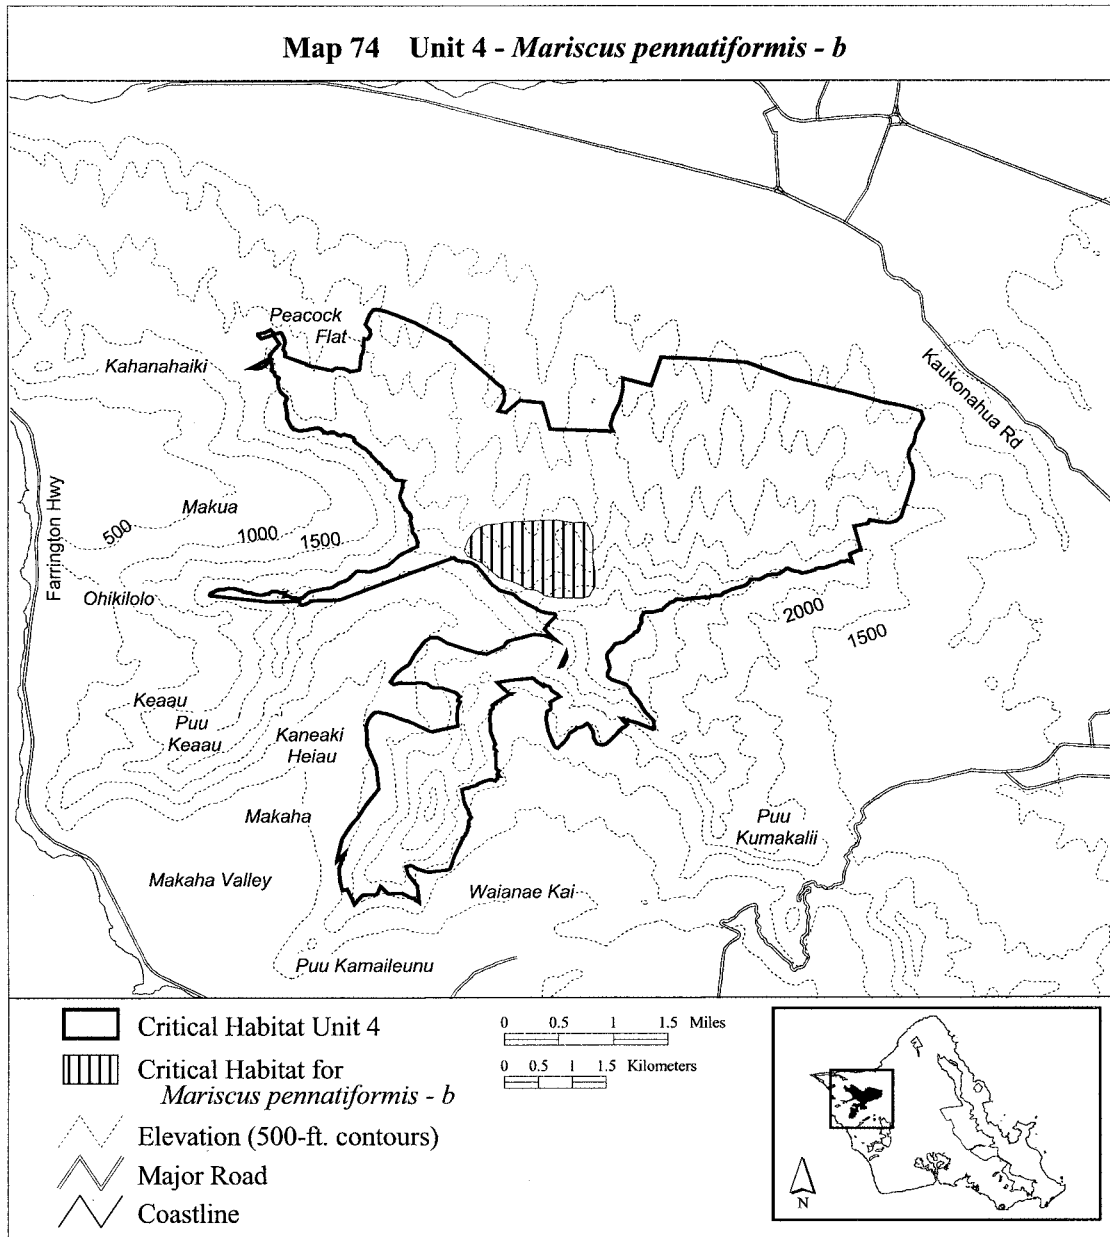 Map 74 Unit 4 - Mariscus pennatiformis - b
Peacock
Flat
Kahanahaiki
Kaukonahua Rd
Farrington Hwy
Makua
500
1000
1500
Ohikilolo
2000
1500
Keaau
Puu
Keaau
Kaneaki
Heiau
Makaha
Puu
Kumakalii
Makaha Valley
Waianae Kai
Puu Kamaileunu
Critical Habitat Unit 4
Critical Habitat for
Mariscus pennatiformis - b
Elevation (500-ft. contours)
Major Road
Coastline
0 0.5 1 1.5 Miles
0 0.5 1 1.5 Kilometers
N